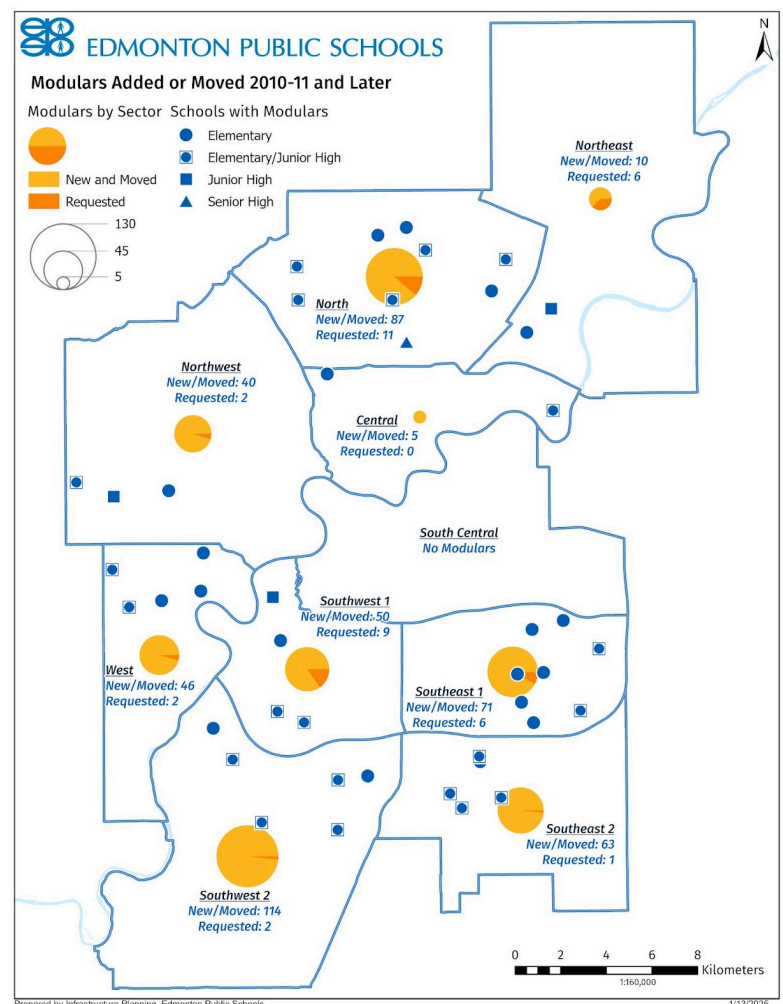 EDMONTON PUBLIC SCHOOLS
N
Modulars Added or Moved 2010-11 and Later
Modulars by Sector Schools with Modulars
Elementary
Elementary/Junior High
New and Moved
Junior High
Requested
Senior High
130
45
5
Northeast
New/Moved: 10
Requested: 6
North
New/Moved: 87
Requested: 11
Northwest
New/Moved: 40
Requested: 2
Central
New/Moved: 5
Requested: 0
South Central
No Modulars
Southwest 1
New/Moved: 50
Requested: 9
West
New/Moved: 46
Requested: 2
Southeast 1
New/Moved: 71
Requested: 6
Southeast 2
New/Moved: 63
Requested: 1
Southwest 2
New/Moved: 114
Requested: 2
0 2 4 6 8
Kilometers
1:160,000
Prepared by Infrastructure Planning, Edmonton Public Schools 1/13/2025